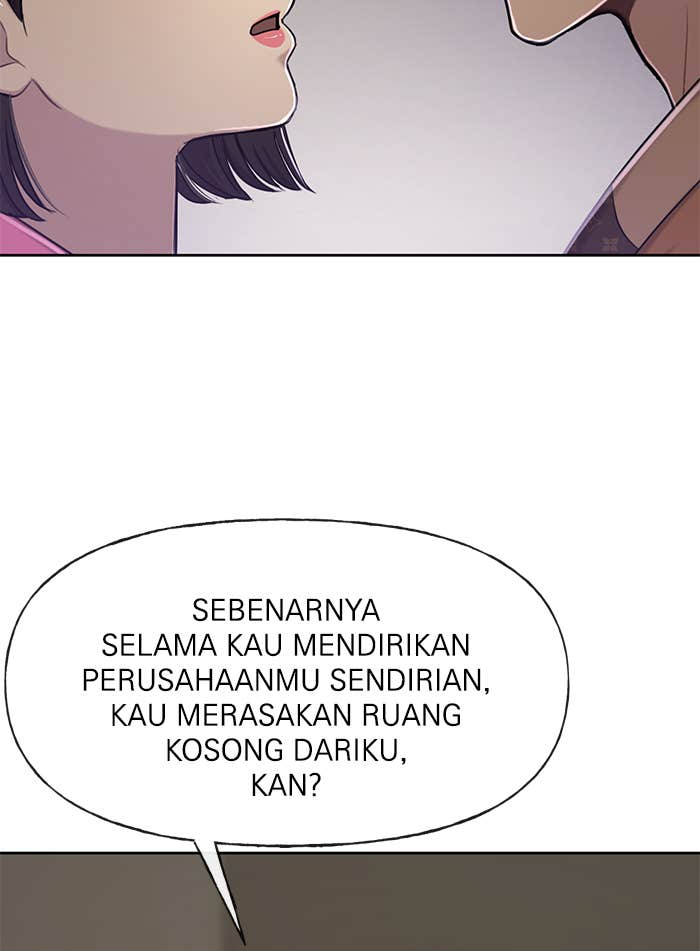 SEBENARNYA
SELAMA KAU MENDIRIKAN
PERUSAHAANMU SENDIRIAN,
KAU MERASAKAN RUANG
KOSONG DARIKU,
KAN?